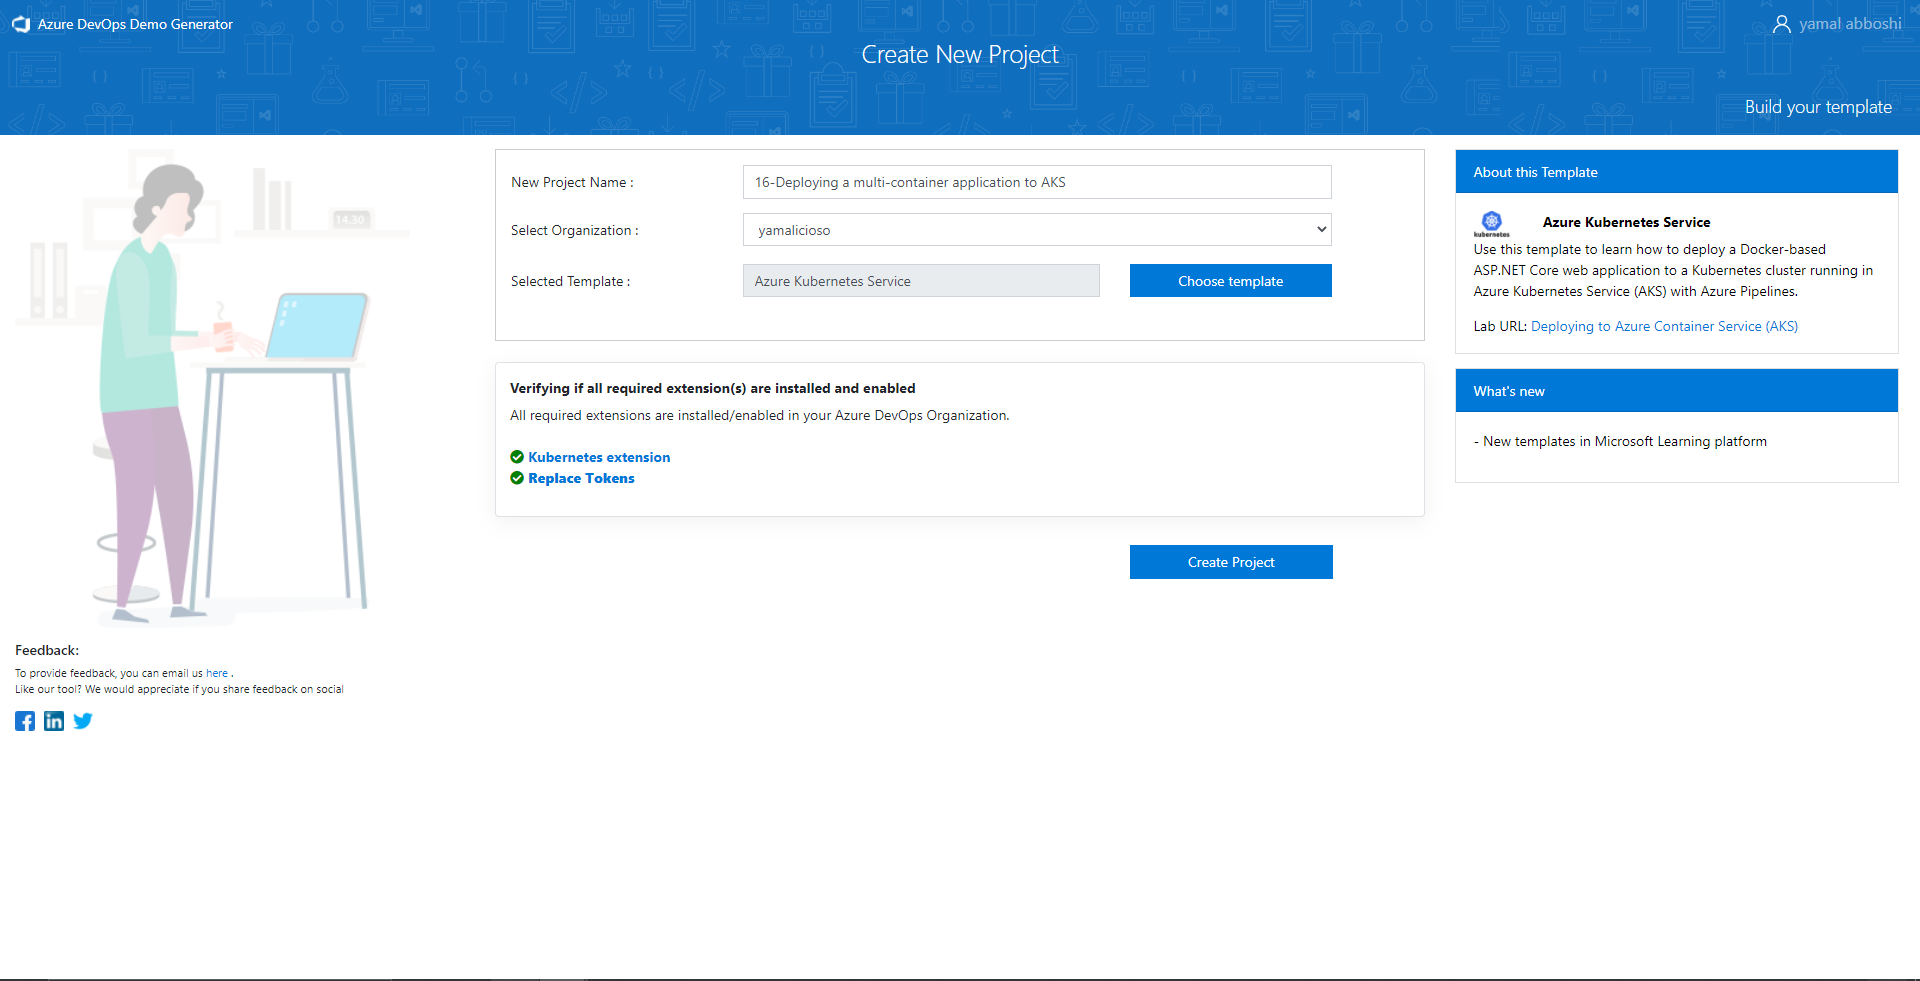 Azure DevOps Demo Generator
yamal abboshi
Create New Project
Build your template
14.30
New Project Name :
16-Deploying a multi-container application to AKS
Select Organization :
yamalicioso
Selected Template :
Azure Kubernetes Service
Choose template
Verifying if all required extension(s) are installed and enabled
All required extensions are installed/enabled in your Azure DevOps Organization.
Kubernetes extension
Replace Tokens
Create Project
About this Template
kubernetes
Azure Kubernetes Service
Use this template to learn how to deploy a Docker-based
ASP.NET Core web application to a Kubernetes cluster running in
Azure Kubernetes Service (AKS) with Azure Pipelines.
Lab URL: Deploying to Azure Container Service (AKS)
What's new
- New templates in Microsoft Learning platform
Feedback:
To provide feedback, you can email us here .
Like our tool? We would appreciate if you share feedback on social